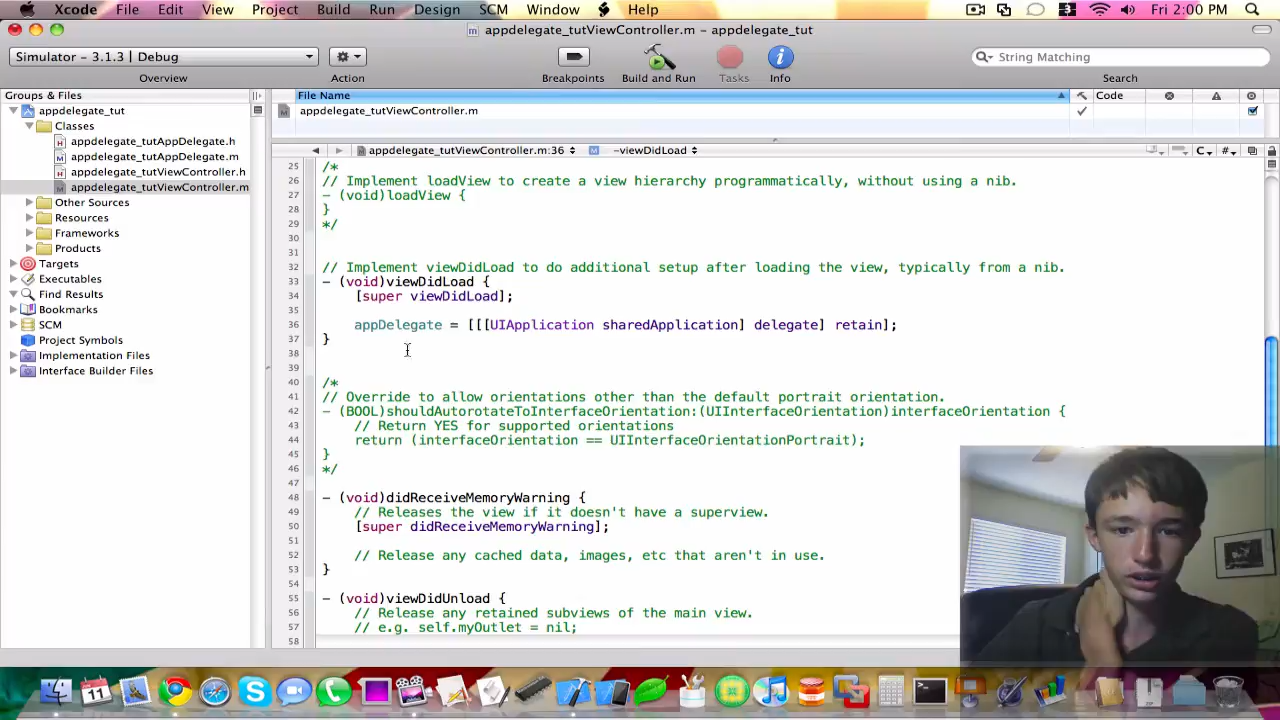 Xcode File Edit View Project Build Run Design SCM Window Help 3 Fri 2:00 PM
appdelegate_tutViewController.m – appdelegate_tut
Simulator - 3.1.3 | Debug
String Matching
Overview Action Breakpoints Build and Run Tasks Info Search
Groups & Files
appdelegate_tut
Classes
appdelegate_tutAppDelegate.h
appdelegate_tutAppDelegate.m
appdelegate_tutViewController.h
appdelegate_tutViewController.m
Other Sources
Resources
Frameworks
Products
Targets
Executables
Find Results
Bookmarks
SCM
Project Symbols
Implementation Files
Interface Builder Files
File Name Code
appdelegate_tutViewController.m
appdelegate_tutViewController.m:36 -viewDidLoad C #
25 /*
26 // Implement loadView to create a view hierarchy programmatically, without using a nib.
27 - (void)loadView {
28 }
29 */
30
31
32 // Implement viewDidLoad to do additional setup after loading the view, typically from a nib.
33 - (void)viewDidLoad {
34 [super viewDidLoad];
35
36 appDelegate = [[[UIApplication sharedApplication] delegate] retain];
37 }
38
39
40 /*
41 // Override to allow orientations other than the default portrait orientation.
42 - (BOOL)shouldAutorotateToInterfaceOrientation:(UIInterfaceOrientation)interfaceOrientation {
43 // Return YES for supported orientations
44 return (interfaceOrientation == UIInterfaceOrientationPortrait);
45 }
46 */
47
48 - (void)didReceiveMemoryWarning {
49 // Releases the view if it doesn't have a superview.
50 [super didReceiveMemoryWarning];
51
52 // Release any cached data, images, etc that aren't in use.
53 }
54
55 - (void)viewDidUnload {
56 // Release any retained subviews of the main view.
57 // e.g. self.myOutlet = nil;
58
11